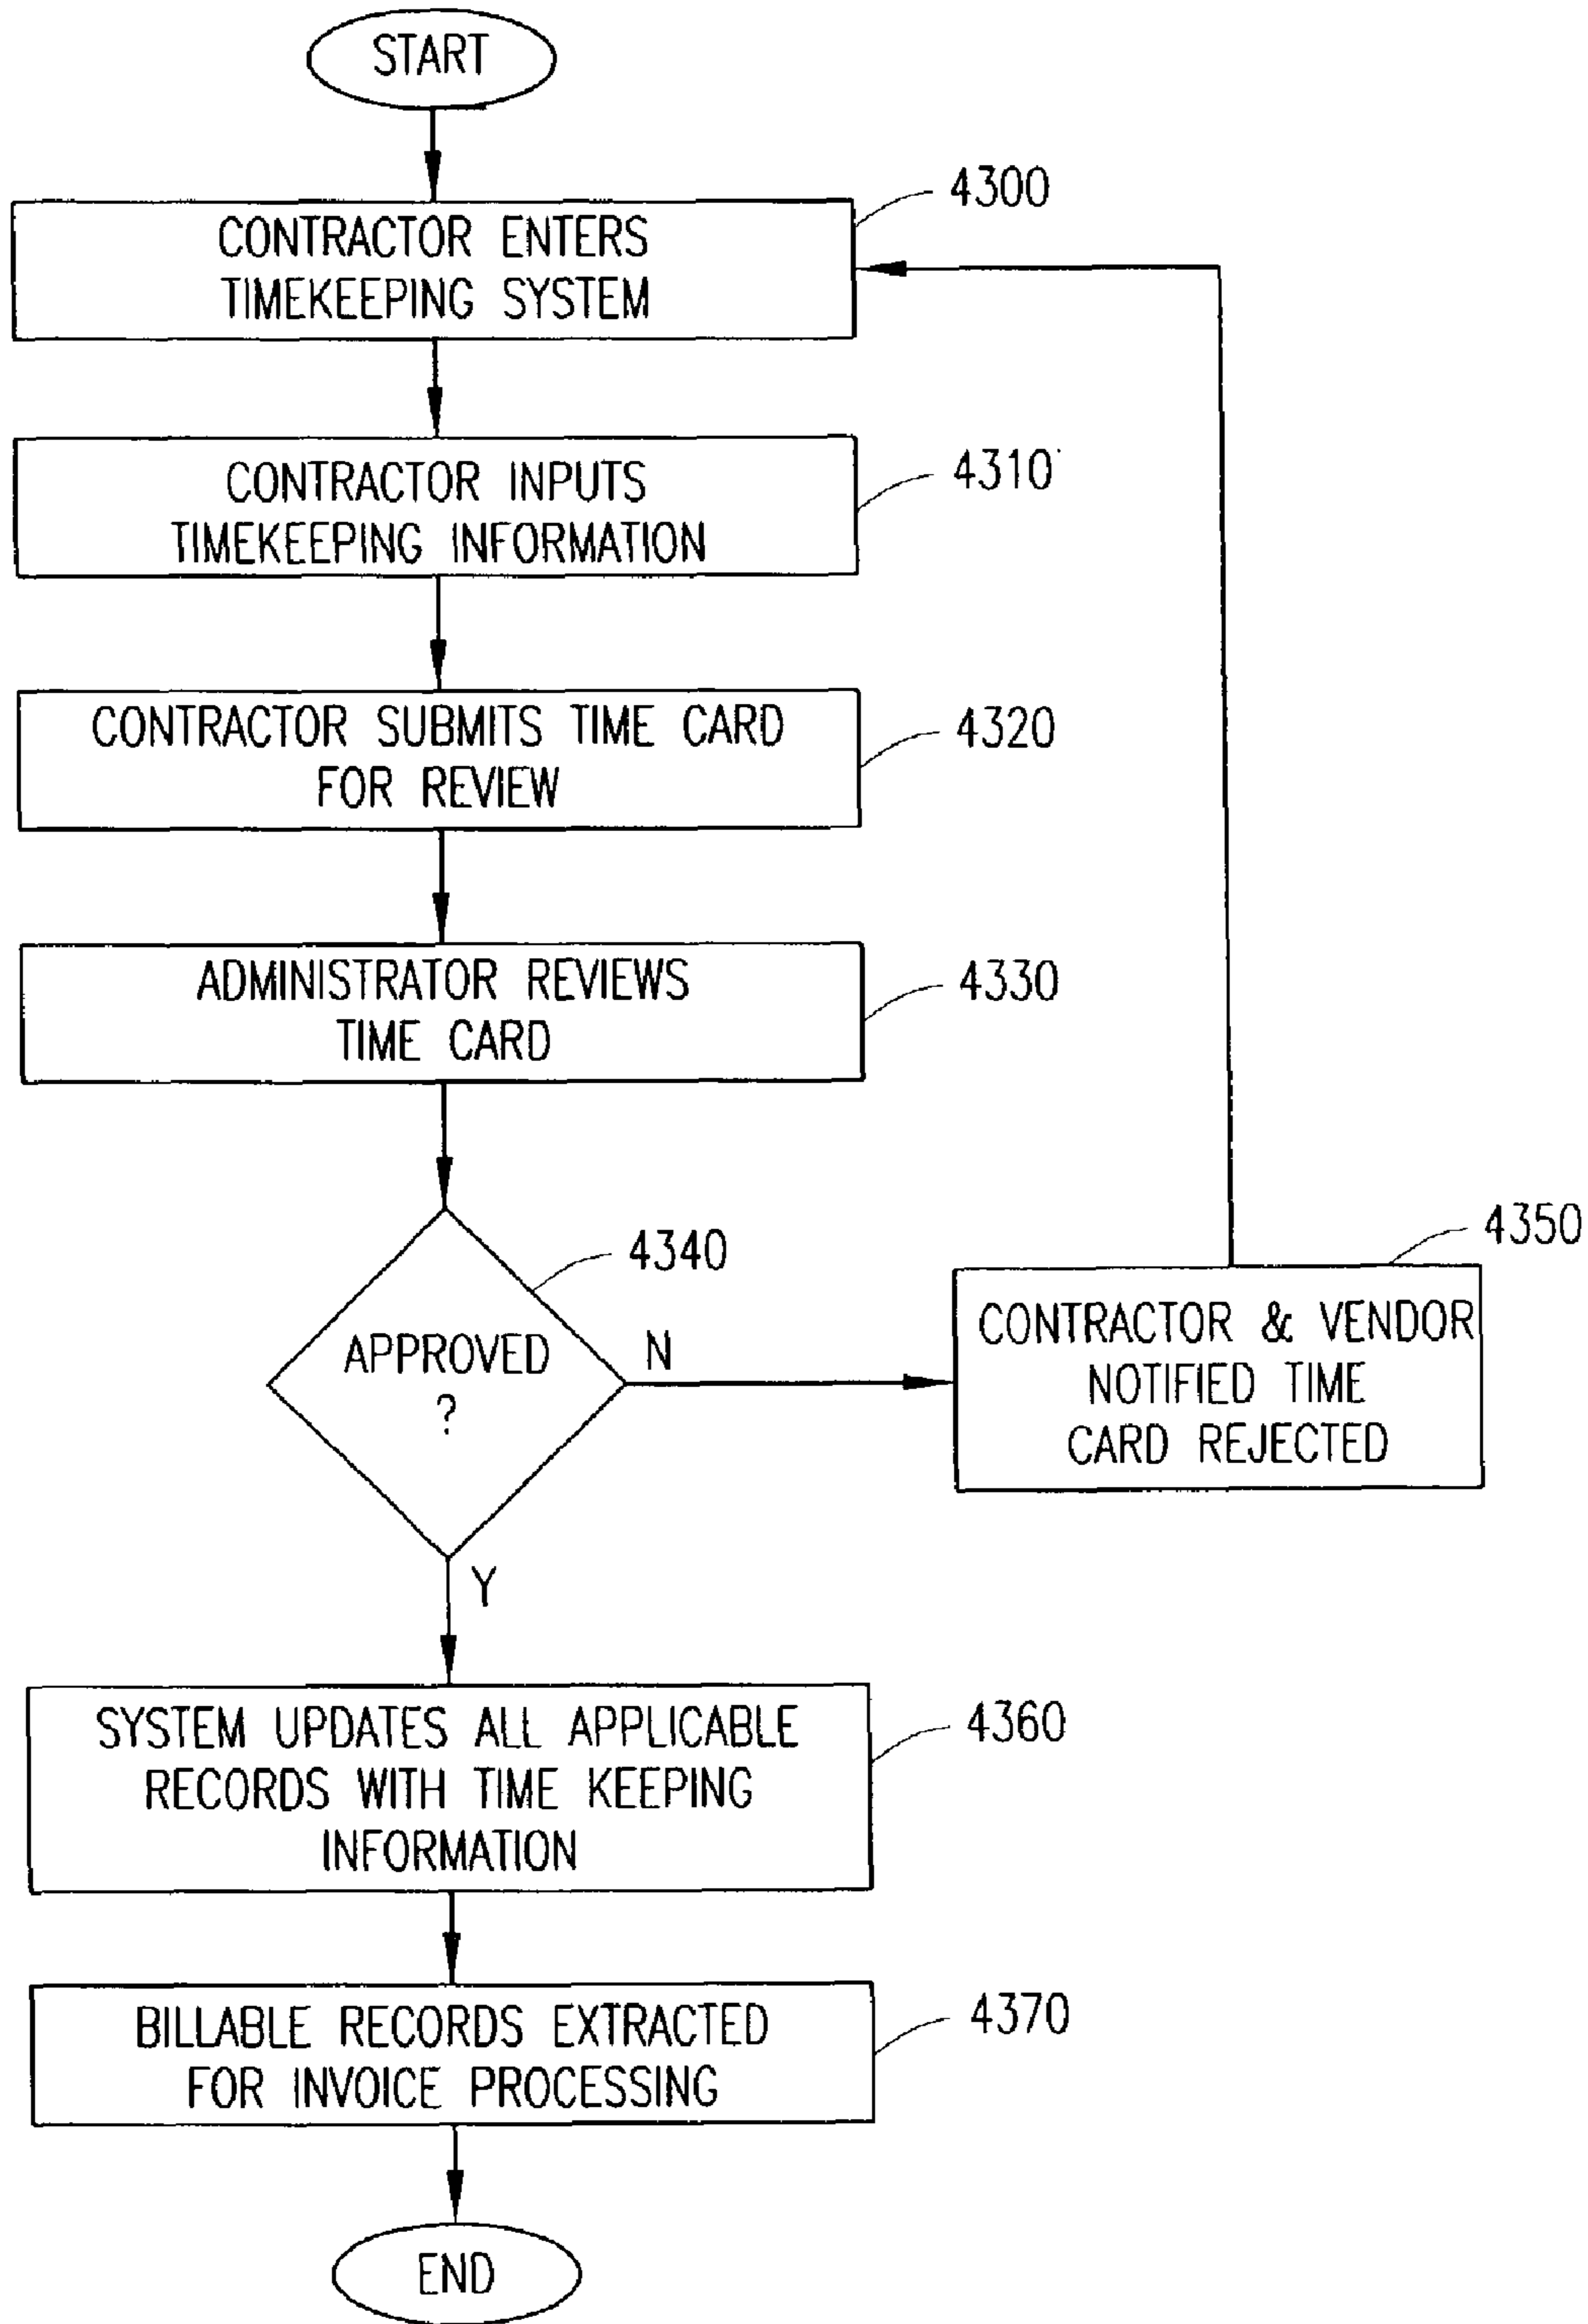 START
4300
CONTRACTOR ENTERS
TIMEKEEPING SYSTEM
4310
CONTRACTOR INPUTS
TIMEKEEPING INFORMATION
4320
CONTRACTOR SUBMITS TIME CARD
FOR REVIEW
4330
ADMINISTRATOR REVIEWS
TIME CARD
4340
APPROVED
?
N
Y
4350
CONTRACTOR & VENDOR
NOTIFIED TIME
CARD REJECTED
4360
SYSTEM UPDATES ALL APPLICABLE
RECORDS WITH TIME KEEPING
INFORMATION
4370
BILLABLE RECORDS EXTRACTED
FOR INVOICE PROCESSING
END